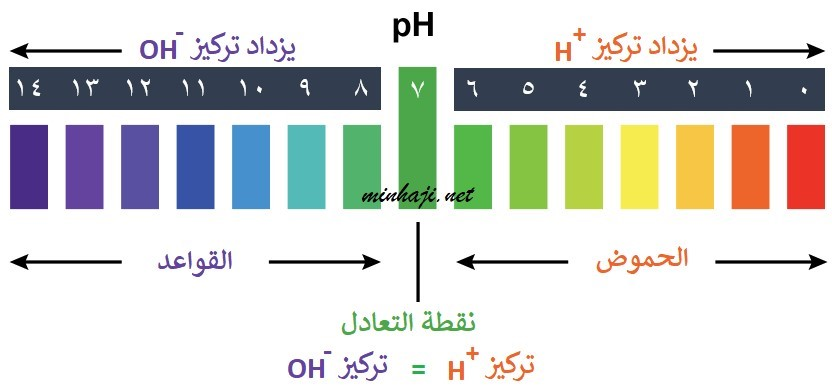 pH
يزداد تركيز H⁺
يزداد تركيز OH⁻
٠ ١ ٢ ٣ ٤ ٥ ٦ ٧ ٨ ٩ ١٠ ١١ ١٢ ١٣ ١٤
minhaji.net
الحموض
القواعد
نقطة التعادل
تركيز H⁺ = تركيز OH⁻